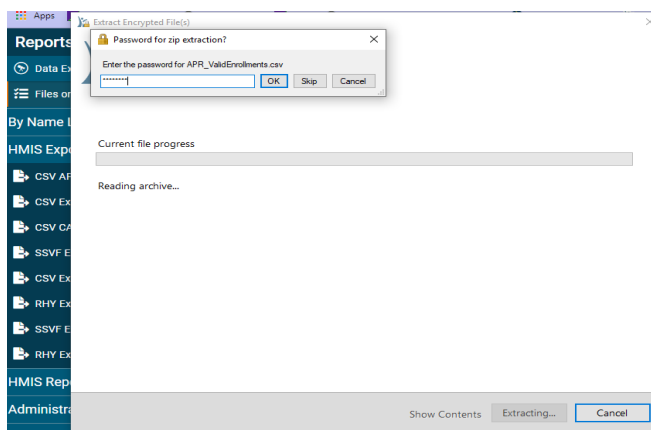 Apps
Extract Encrypted File(s)
Password for zip extraction?
Enter the password for APR_ValidEnrollments.csv
********
OK Skip Cancel
Current file progress
Reading archive...
Show Contents Extracting... Cancel
Reports
Data Ex
Files or
By Name L
HMIS Expo
CSV AF
CSV Ex
CSV CA
SSVF E
CSV Ex
RHY Ex
SSVF E
RHY Ex
HMIS Repo
Administra